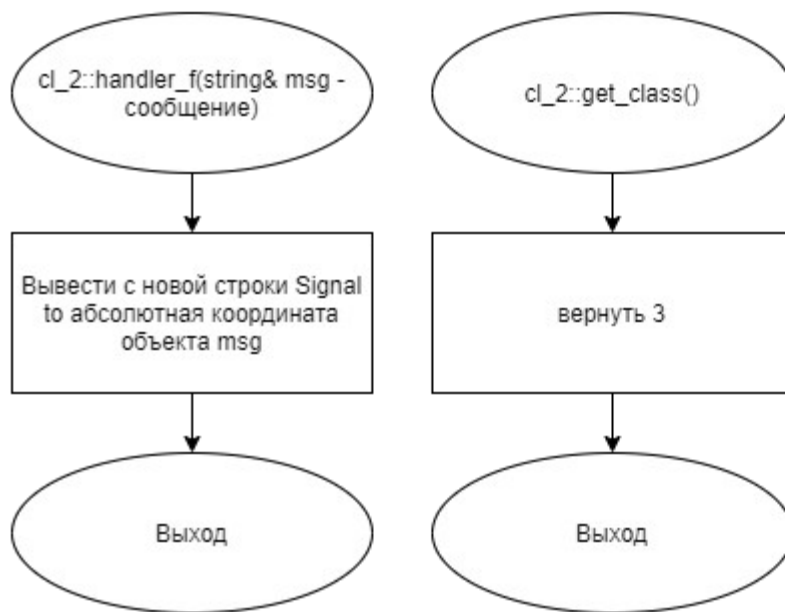 cl_2::handler_f(string& msg -
сообщение)
Вывести с новой строки Signal
to абсолютная координата
объекта msg
Выход
cl_2::get_class()
вернуть 3
Выход